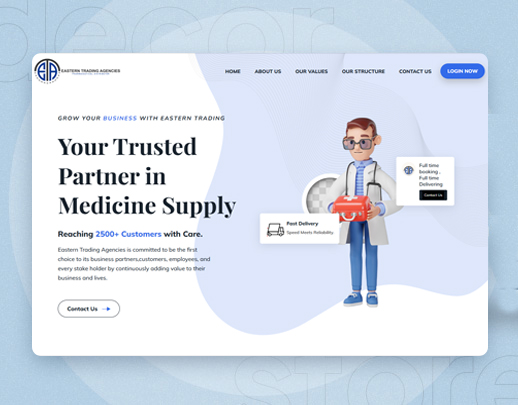 decor
ETA
EASTERN TRADING AGENCIES
HOME
ABOUT US
OUR VALUES
OUR STRUCTURE
CONTACT US
LOGIN NOW
GROW YOUR BUSINESS WITH EASTERN TRADING
Your Trusted
Partner in
Medicine Supply
Reaching 2500+ Customers with Care.
Eastern Trading Agencies is committed to be the first
choice to its business partners,customers, employees, and
every stake holder by continuously adding value to their
business and lives.
Contact Us
Full time
booking ,
Full time
Delivering
Contact Us
Fast Delivery
Speed Meets Reliability
store